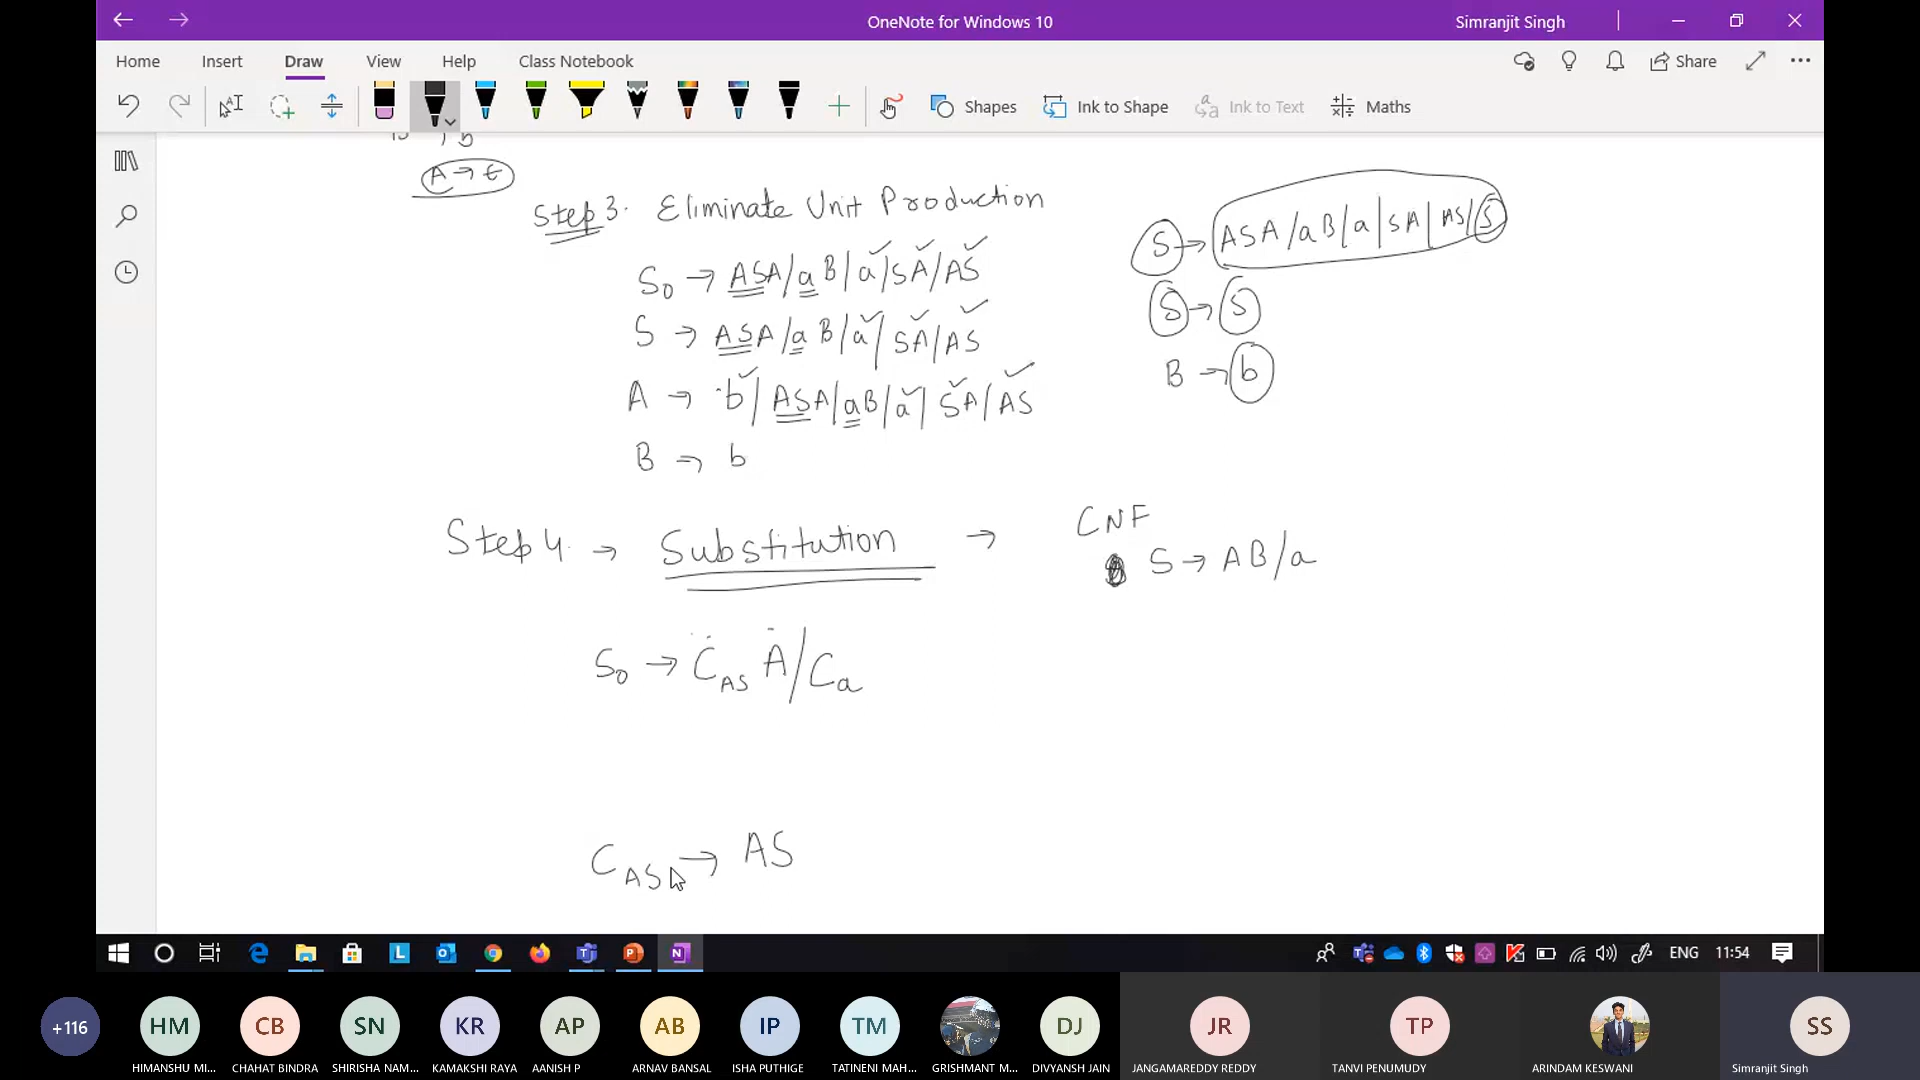 OneNote for Windows 10
Simranjit Singh
Home Insert Draw View Help Class Notebook
Share
Shapes Ink to Shape Ink to Text Maths
A → ϵ
Step 3. Eliminate Unit Production
S0 → ASA/aB/a/SA/AS
S → ASA/aB/a/SA/AS
A → b/ASA/aB/a/SA/AS
B → b
S → ASA/aB/a/SA/AS/S
S → S
B → b
Step 4. → Substitution → CNF
S → AB/a
S0 → CAS A/Ca
CAS → AS
ENG 11:54
+116
HM CB SN KR AP AB IP TM DJ JR TP SS
HIMANSHU MI... CHAHAT BINDRA SHIRISHA NAM... KAMAKSHI RAYA AANISH P ARNAV BANSAL ISHA PUTHIGE TATINENI MAH... GRISHMANT M... DIVYANSH JAIN JANGAMAREDDY REDDY TANVI PENUMUDY ARINDAM KESWANI Simranjit Singh